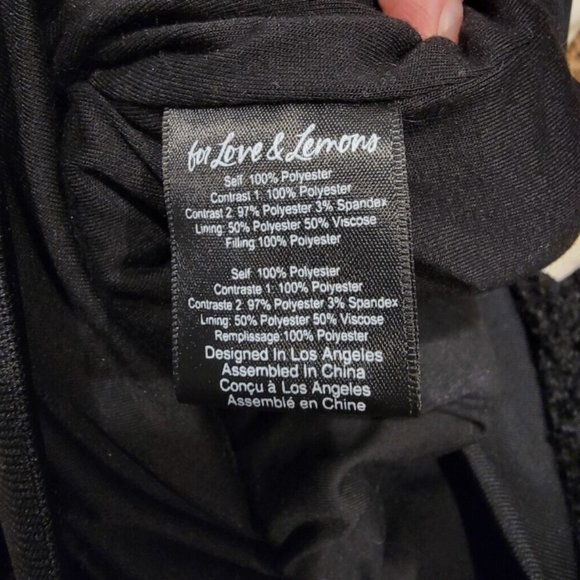 for Love & Lemons
Self: 100% Polyester
Contrast 1: 100% Polyester
Contrast 2: 97% Polyester 3% Spandex
Lining: 50% Polyester 50% Viscose
Filling:100% Polyester
Self: 100% Polyester
Contraste 1: 100% Polyester
Contraste 2: 97% Polyester 3% Spandex
Lining: 50% Polyester 50% Viscose
Remplissage:100% Polyester
Designed In Los Angeles
Assembled In China
Conçu à Los Angeles
Assemblé en Chine